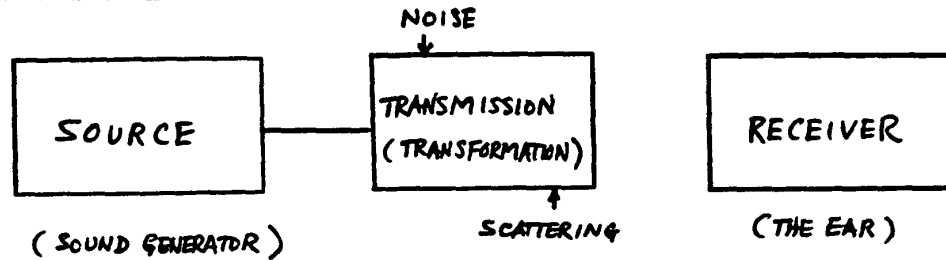 NOISE
SOURCE
TRANSMISSION
(TRANSFORMATION)
RECEIVER
(SOUND GENERATOR)
SCATTERING
(THE EAR)